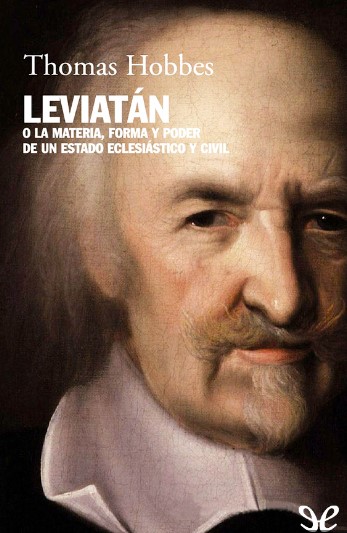 Thomas Hobbes
LEVIATÁN
O LA MATERIA, FORMA Y PODER
DE UN ESTADO ECLESIÁSTICO Y CIVIL